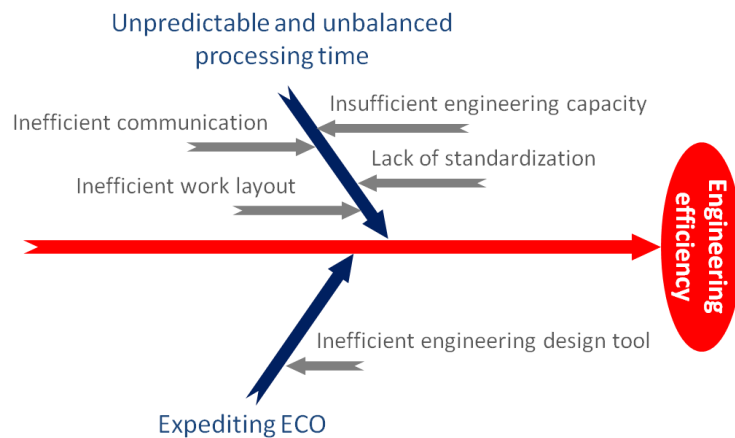 Unpredictable and unbalanced
processing time
Insufficient engineering capacity
Inefficient communication
Lack of standardization
Inefficient work layout
Engineering
efficiency
Inefficient engineering design tool
Expediting ECO